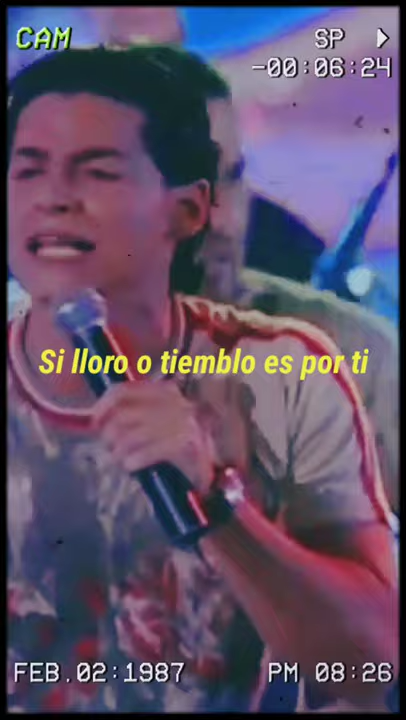 CAM
SP
-00:06:24
Si lloro o tiemblo es por ti
FEB.02:1987
PM 08:26